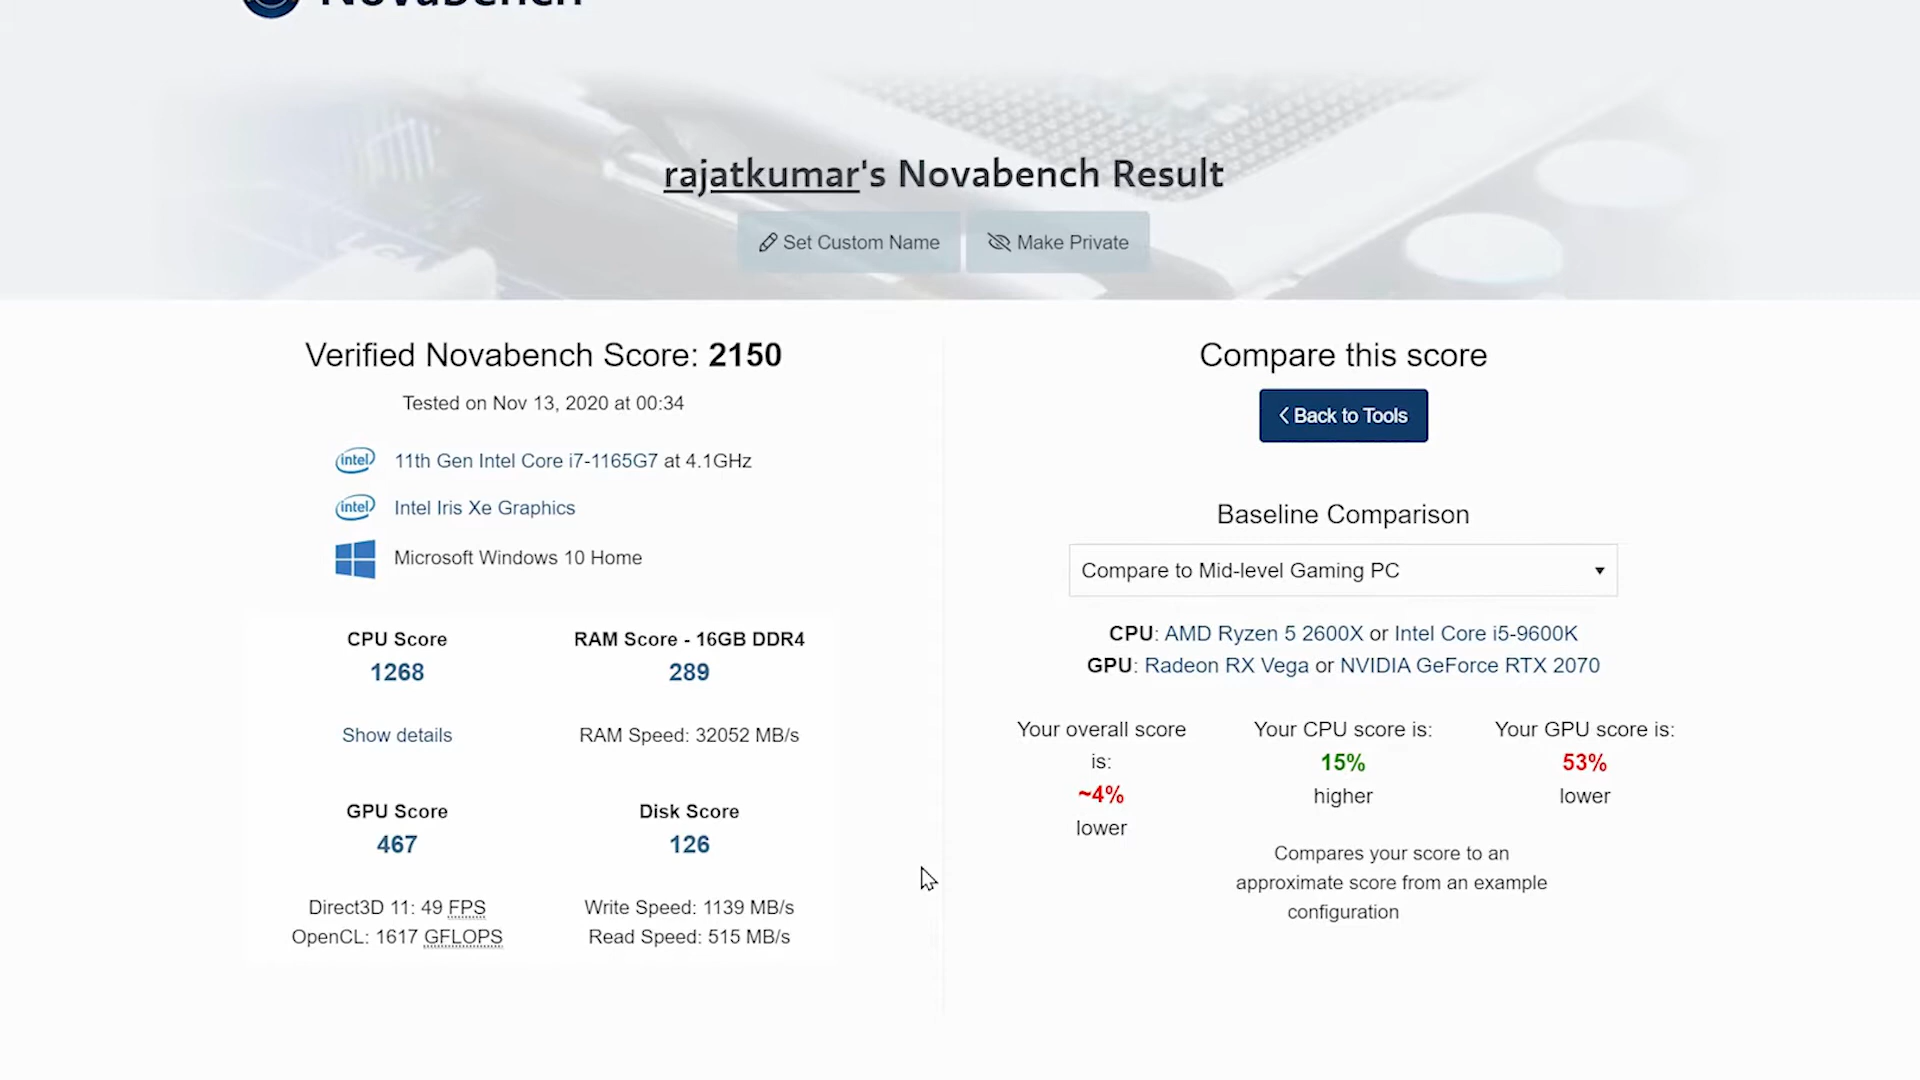 Novabench
rajatkumar's Novabench Result
Set Custom Name
Make Private
Verified Novabench Score: 2150
Tested on Nov 13, 2020 at 00:34
intel 11th Gen Intel Core i7-1165G7 at 4.1GHz
intel Intel Iris Xe Graphics
Microsoft Windows 10 Home
CPU Score
1268
Show details
RAM Score - 16GB DDR4
289
RAM Speed: 32052 MB/s
GPU Score
467
Direct3D 11: 49 FPS
OpenCL: 1617 GFLOPS
Disk Score
126
Write Speed: 1139 MB/s
Read Speed: 515 MB/s
Compare this score
Back to Tools
Baseline Comparison
Compare to Mid-level Gaming PC
CPU: AMD Ryzen 5 2600X or Intel Core i5-9600K
GPU: Radeon RX Vega or NVIDIA GeForce RTX 2070
Your overall score
is:
~4%
lower
Your CPU score is:
15%
higher
Your GPU score is:
53%
lower
Compares your score to an
approximate score from an example
configuration